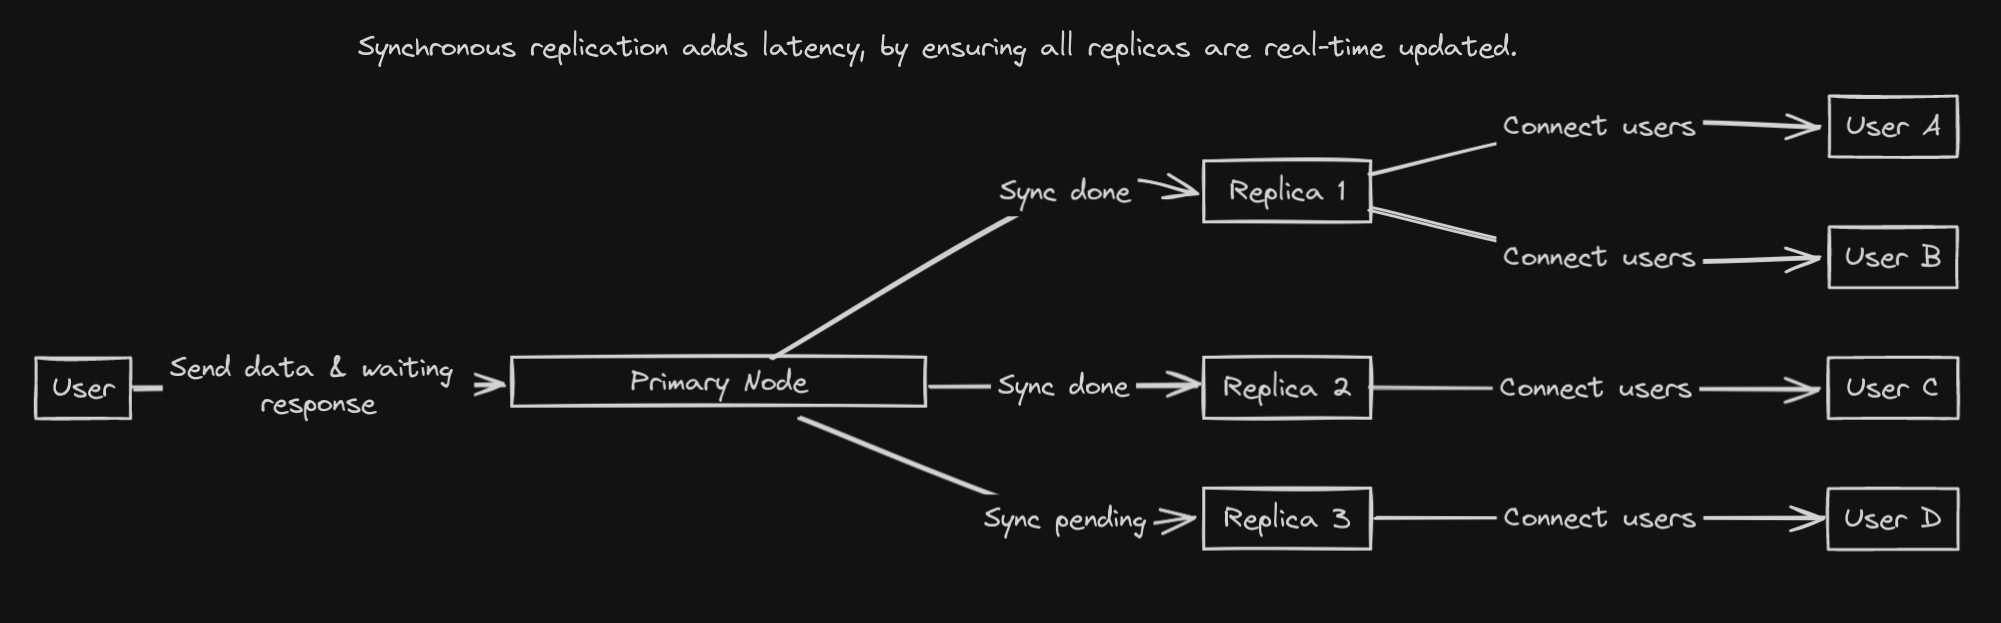 Synchronous replication adds latency, by ensuring all replicas are real-time updated.
Connect users
User A
Sync done
Replica 1
Connect users
User B
User
Send data & waiting
response
Primary Node
Sync done
Replica 2
Connect users
User C
Sync pending
Replica 3
Connect users
User D